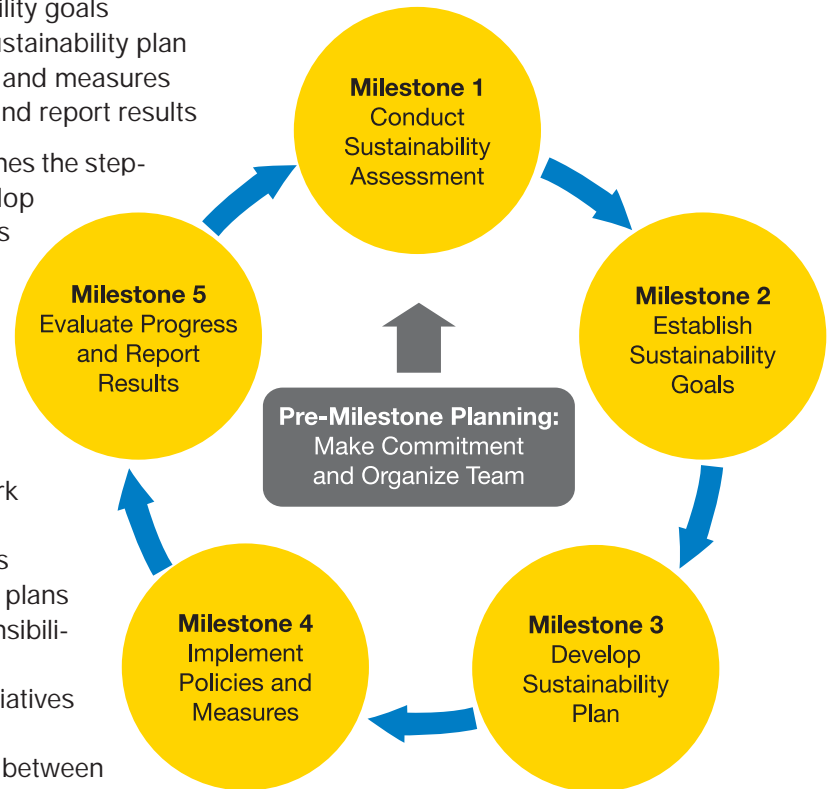 ility goals
ustainability plan
and measures
nd report results
nes the step-
lop
s
rk
s
plans
nsibili-
iatives
between
Milestone 1
Conduct
Sustainability
Assessment
Milestone 2
Establish
Sustainability
Goals
Milestone 3
Develop
Sustainability
Plan
Milestone 4
Implement
Policies and
Measures
Milestone 5
Evaluate Progress
and Report
Results
Pre-Milestone Planning:
Make Commitment
and Organize Team